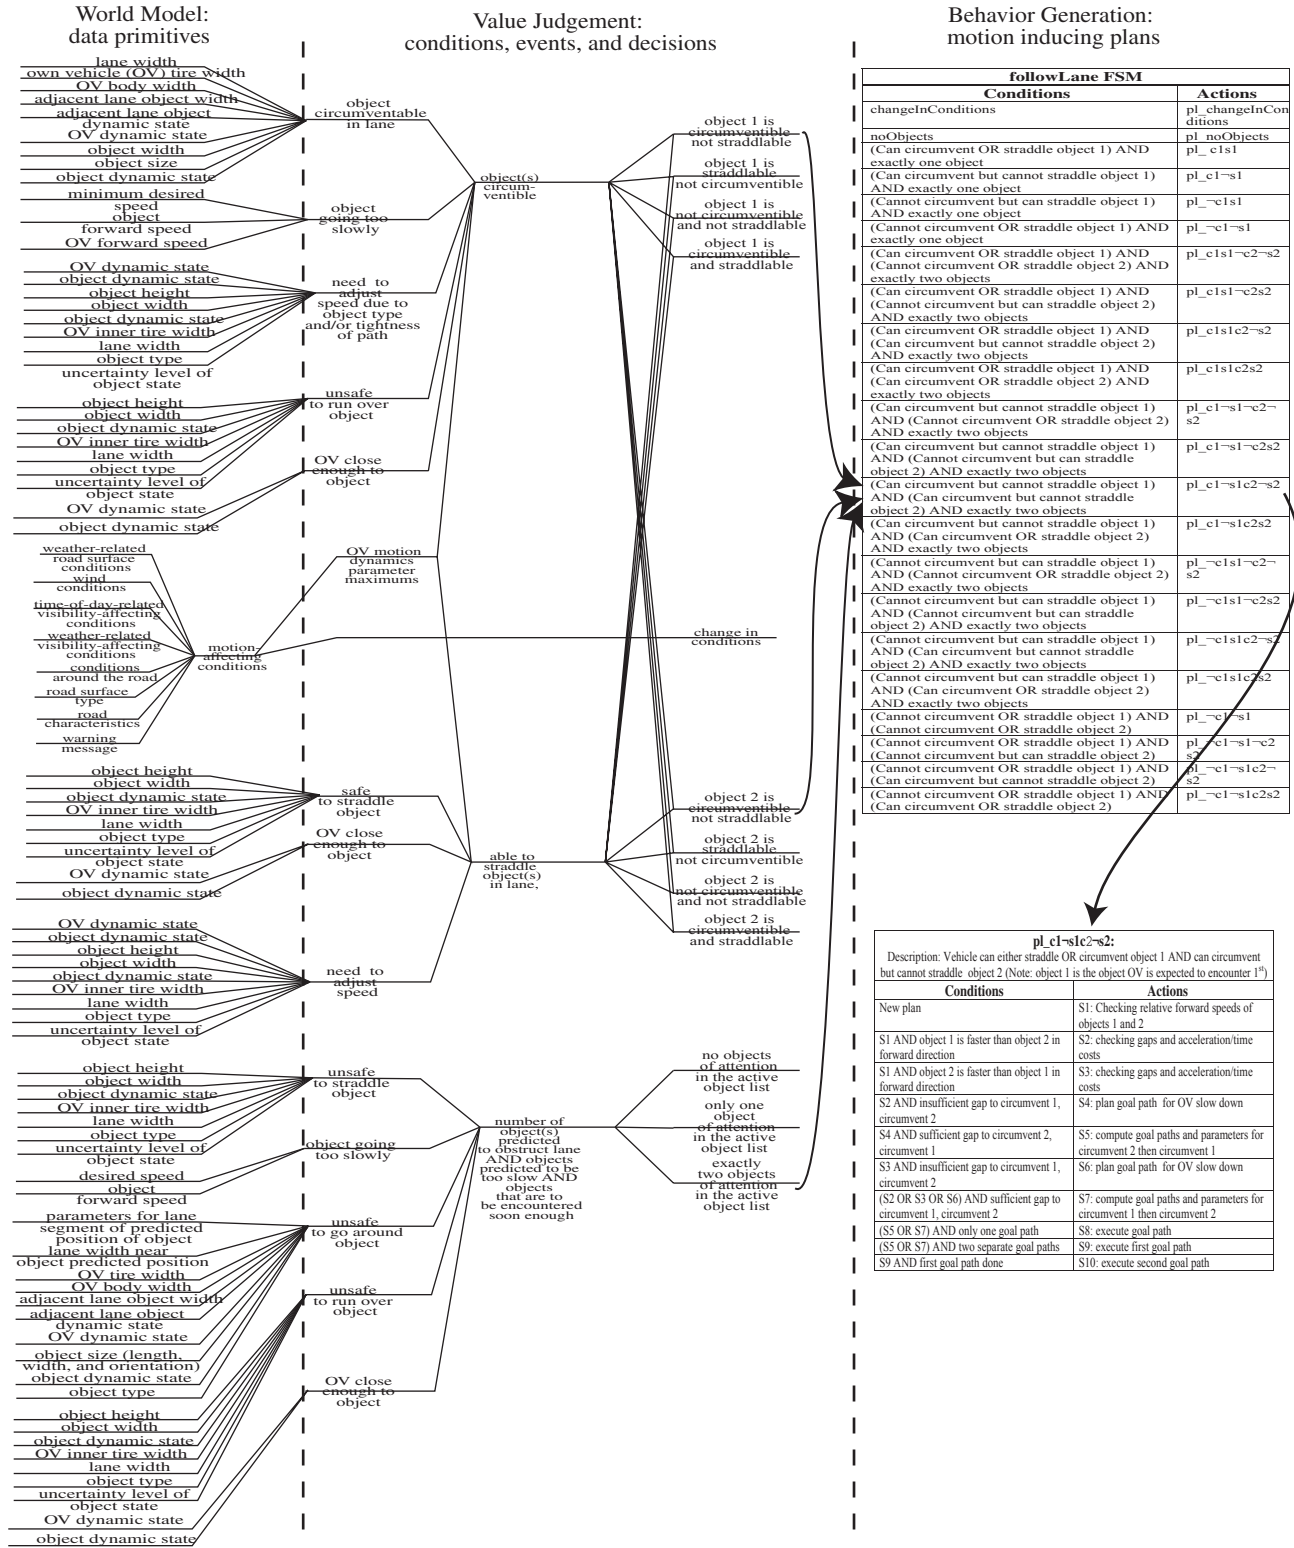 World Model:
data primitives
lane width
own vehicle (OV) tire width
OV body width
adjacent lane object width
adjacent lane object
dynamic state
OV dynamic state
object width
object size
object dynamic state
minimum desired
speed
object
forward speed
OV forward speed
OV dynamic state
object dynamic state
object height
object width
object dynamic state
OV inner tire width
lane width
object type
uncertainty level of
object state
object height
object width
object dynamic state
OV inner tire width
lane width
object type
uncertainty level of
object state
OV dynamic state
object dynamic state
weather-related
road surface
conditions
wind
conditions
time-of-day-related
visibility-affecting
conditions
weather-related
visibility-affecting
conditions
conditions
around the road
road surface
type
road
characteristics
warning
message
motion-
affecting
conditions
object height
object width
object dynamic state
OV inner tire width
lane width
object type
uncertainty level of
object state
OV dynamic state
object dynamic state
OV dynamic state
object dynamic state
object height
object width
object dynamic state
OV inner tire width
lane width
object type
uncertainty level of
object state
object height
object width
object dynamic state
OV inner tire width
lane width
object type
uncertainty level of
object state
desired speed
object
forward speed
parameters for lane
segment of predicted
position of object
lane width near
object predicted position
OV tire width
OV body width
adjacent lane object width
adjacent lane object
dynamic state
OV dynamic state
object size (length,
width, and orientation)
object dynamic state
object type
object height
object width
object dynamic state
OV inner tire width
lane width
object type
uncertainty level of
object state
OV dynamic state
object dynamic state
Value Judgement:
conditions, events, and decisions
object
circumventable
in lane
object
going too
slowly
need to
adjust
speed due to
object type
and/or tightness
of path
unsafe
to run over
object
OV close
enough to
object
OV motion
dynamics
parameter
maximums
safe
to straddle
object
OV close
enough to
object
need to
adjust
speed
unsafe
to straddle
object
object going
too slowly
unsafe
to go around
object
unsafe
to run over
object
OV close
enough to
object
object(s)
circum-
ventible
able to
straddle
object(s)
in lane,
number of
object(s)
predicted
to obstruct lane
AND objects
predicted to be
too slow AND
objects
that are to
be encountered
soon enough
object 1 is
circumventible
not straddlable
object 1 is
straddlable
not circumventible
object 1 is
not circumventible
and not straddable
object 1 is
circumventible
and straddlable
change in
conditions
object 2 is
circumventible
not straddlable
object 2 is
straddlable
not circumventible
object 2 is
not circumventible
and not straddable
object 2 is
circumventible
and straddlable
no objects
of attention
in the active
object list
only one
object
of attention
in the active
object list
exactly
two objects
of attention
in the active
object list
Behavior Generation:
motion inducing plans
followLane FSM
Conditions Actions
changeInConditions pl_changeInCon
ditions
noObjects pl_noObjects
(Can circumvent OR straddle object 1) AND pl_ c1s1
exactly one object
(Can circumvent but cannot straddle object 1) pl_c1¬s1
AND exactly one object
(Cannot circumvent but can straddle object 1) pl_¬c1s1
AND exactly one object
(Cannot circumvent OR straddle object 1) AND pl_¬c1¬s1
exactly one object
(Can circumvent OR straddle object 1) AND pl_c1s1¬c2¬s2
(Cannot circumvent OR straddle object 2) AND
exactly two objects
(Can circumvent OR straddle object 1) AND pl_c1s1¬c2s2
(Cannot circumvent but can straddle object 2)
AND exactly two objects
(Can circumvent OR straddle object 1) AND pl_c1s1c2¬s2
(Can circumvent but cannot straddle object 2)
AND exactly two objects
(Can circumvent OR straddle object 1) AND pl_c1s1c2s2
(Can circumvent OR straddle object 2) AND
exactly two objects
(Can circumvent but cannot straddle object 1) pl_c1¬s1¬c2¬
AND (Cannot circumvent OR straddle object 2) s2
AND exactly two objects
(Can circumvent but cannot straddle object 1) pl_c1¬s1¬c2s2
AND (Cannot circumvent but can straddle
object 2) AND exactly two objects
(Can circumvent but cannot straddle object 1) pl_c1¬s1c2¬s2
AND (Can circumvent but cannot straddle
object 2) AND exactly two objects
(Can circumvent but cannot straddle object 1) pl_c1¬s1c2s2
AND (Can circumvent OR straddle object 2)
AND exactly two objects
(Cannot circumvent but can straddle object 1) pl_¬c1s1¬c2¬
AND (Cannot circumvent OR straddle object 2) s2
AND exactly two objects
(Cannot circumvent but can straddle object 1) pl_¬c1s1¬c2s2
AND (Cannot circumvent but can straddle
object 2) AND exactly two objects
(Cannot circumvent but can straddle object 1) pl_¬c1s1c2¬s2
AND (Can circumvent but cannot straddle
object 2) AND exactly two objects
(Cannot circumvent but can straddle object 1) pl_¬c1s1c2s2
AND (Can circumvent OR straddle object 2)
AND exactly two objects
(Cannot circumvent OR straddle object 1) AND pl_¬c1¬s1
(Cannot circumvent OR straddle object 2)
(Cannot circumvent OR straddle object 1) AND pl_¬c1¬s1¬c2
(Cannot circumvent but can straddle object 2) s2
(Cannot circumvent OR straddle object 1) AND pl_¬c1¬s1c2¬
(Can circumvent but cannot straddle object 2) s2
(Cannot circumvent OR straddle object 1) AND pl_¬c1¬s1c2s2
(Can circumvent OR straddle object 2)
pl_c1¬s1c2¬s2:
Description: Vehicle can either straddle OR circumvent object 1 AND can circumvent
but cannot straddle object 2 (Note: object 1 is the object OV is expected to encounter 1st)
Conditions Actions
New plan S1: Checking relative forward speeds of
objects 1 and 2
S1 AND object 1 is faster than object 2 in S2: checking gaps and acceleration/time
forward direction costs
S1 AND object 2 is faster than object 1 in S3: checking gaps and acceleration/time
forward direction costs
S2 AND insufficient gap to circumvent 1, S4: plan goal path for OV slow down
circumvent 2
S4 AND sufficient gap to circumvent 2, S5: compute goal paths and parameters for
circumvent 1 circumvent 2 then circumvent 1
S3 AND insufficient gap to circumvent 1, S6: plan goal path for OV slow down
circumvent 2
(S2 OR S3 OR S6) AND sufficient gap to S7: compute goal paths and parameters for
circumvent 1, circumvent 2 circumvent 1 then circumvent 2
(S5 OR S7) AND only one goal path S8: execute goal path
(S5 OR S7) AND two separate goal paths S9: execute first goal path
S9 AND first goal path done S10: execute second goal path